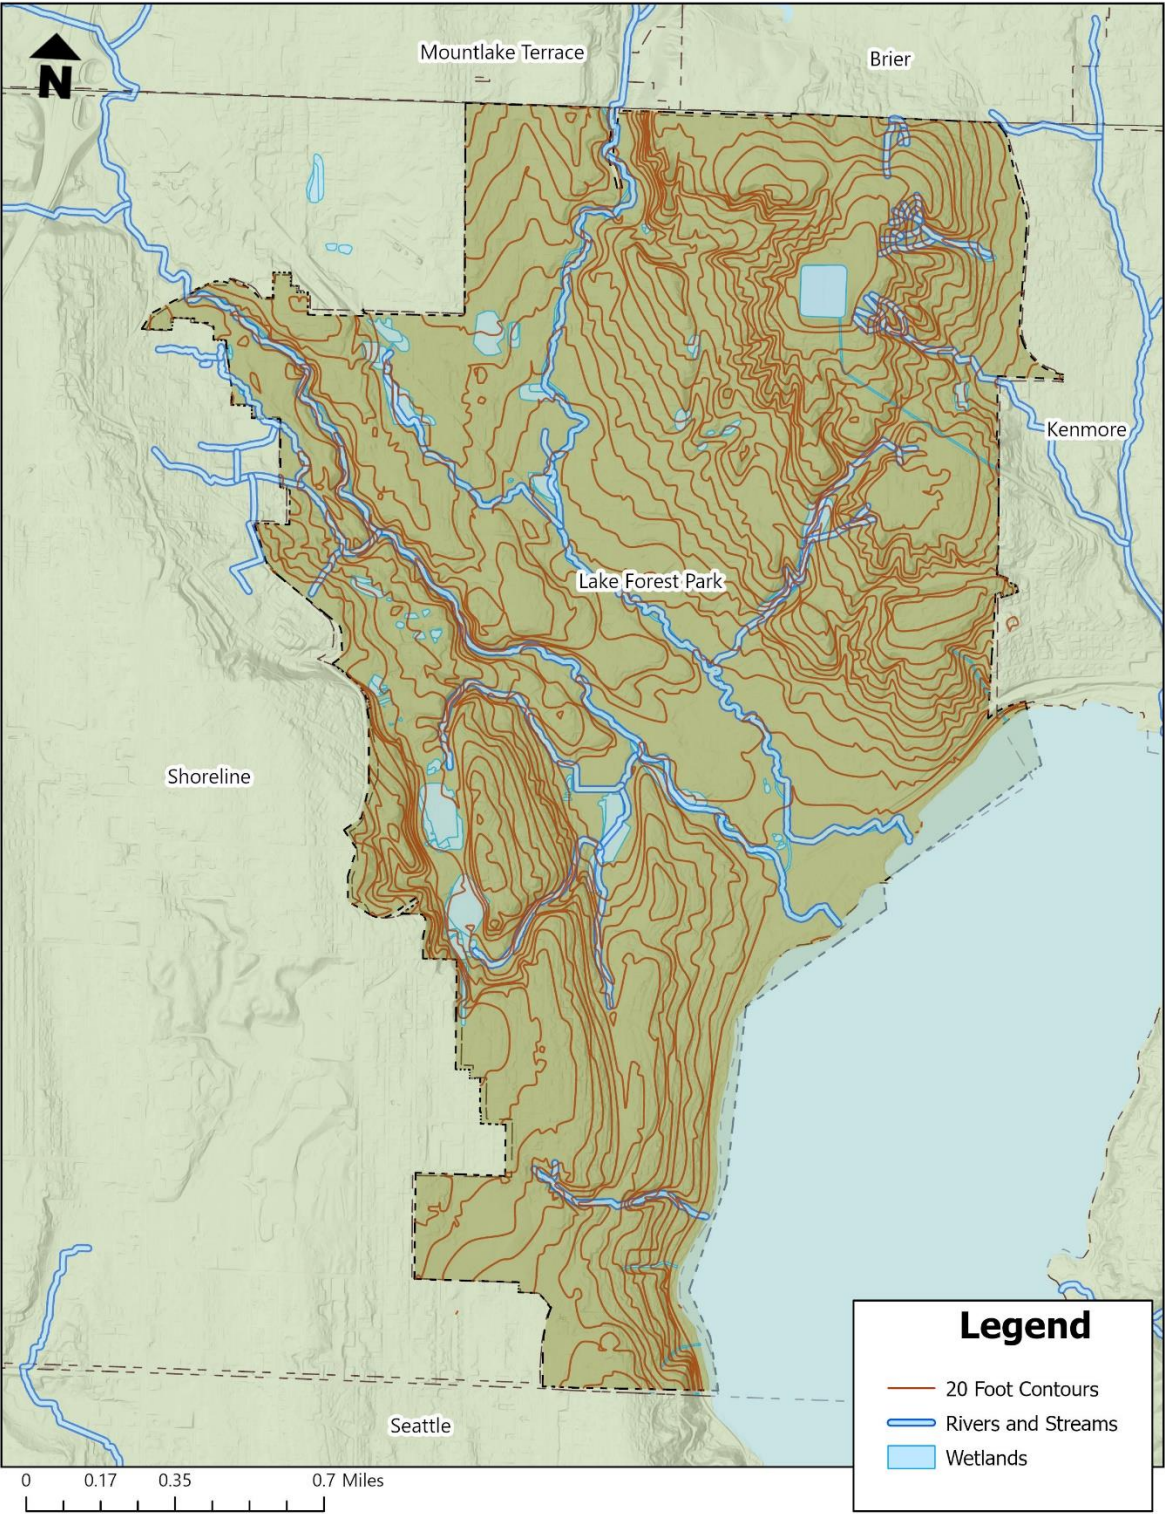 Mountlake Terrace
Brier
N
Kenmore
Lake Forest Park
Shoreline
Legend
20 Foot Contours
Rivers and Streams
Wetlands
Seattle
0 0.17 0.35 0.7 Miles